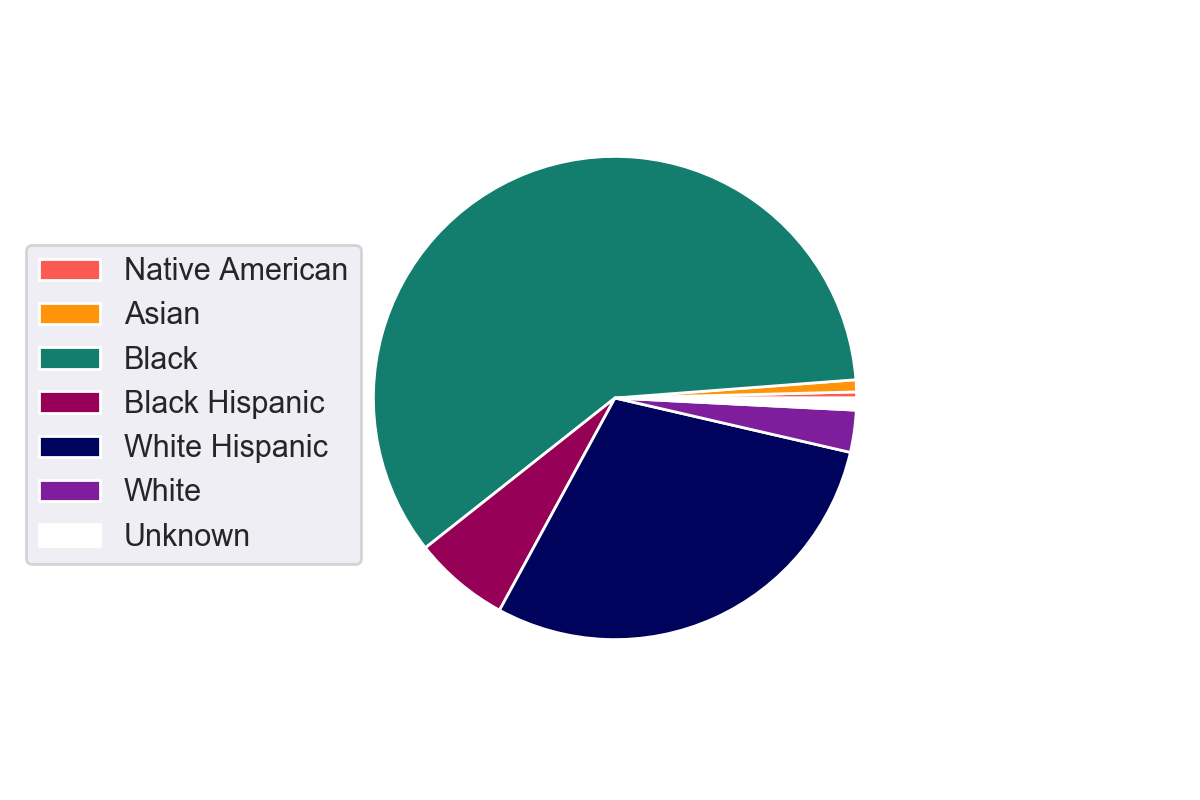 Native American
Asian
Black
Black Hispanic
White Hispanic
White
Unknown